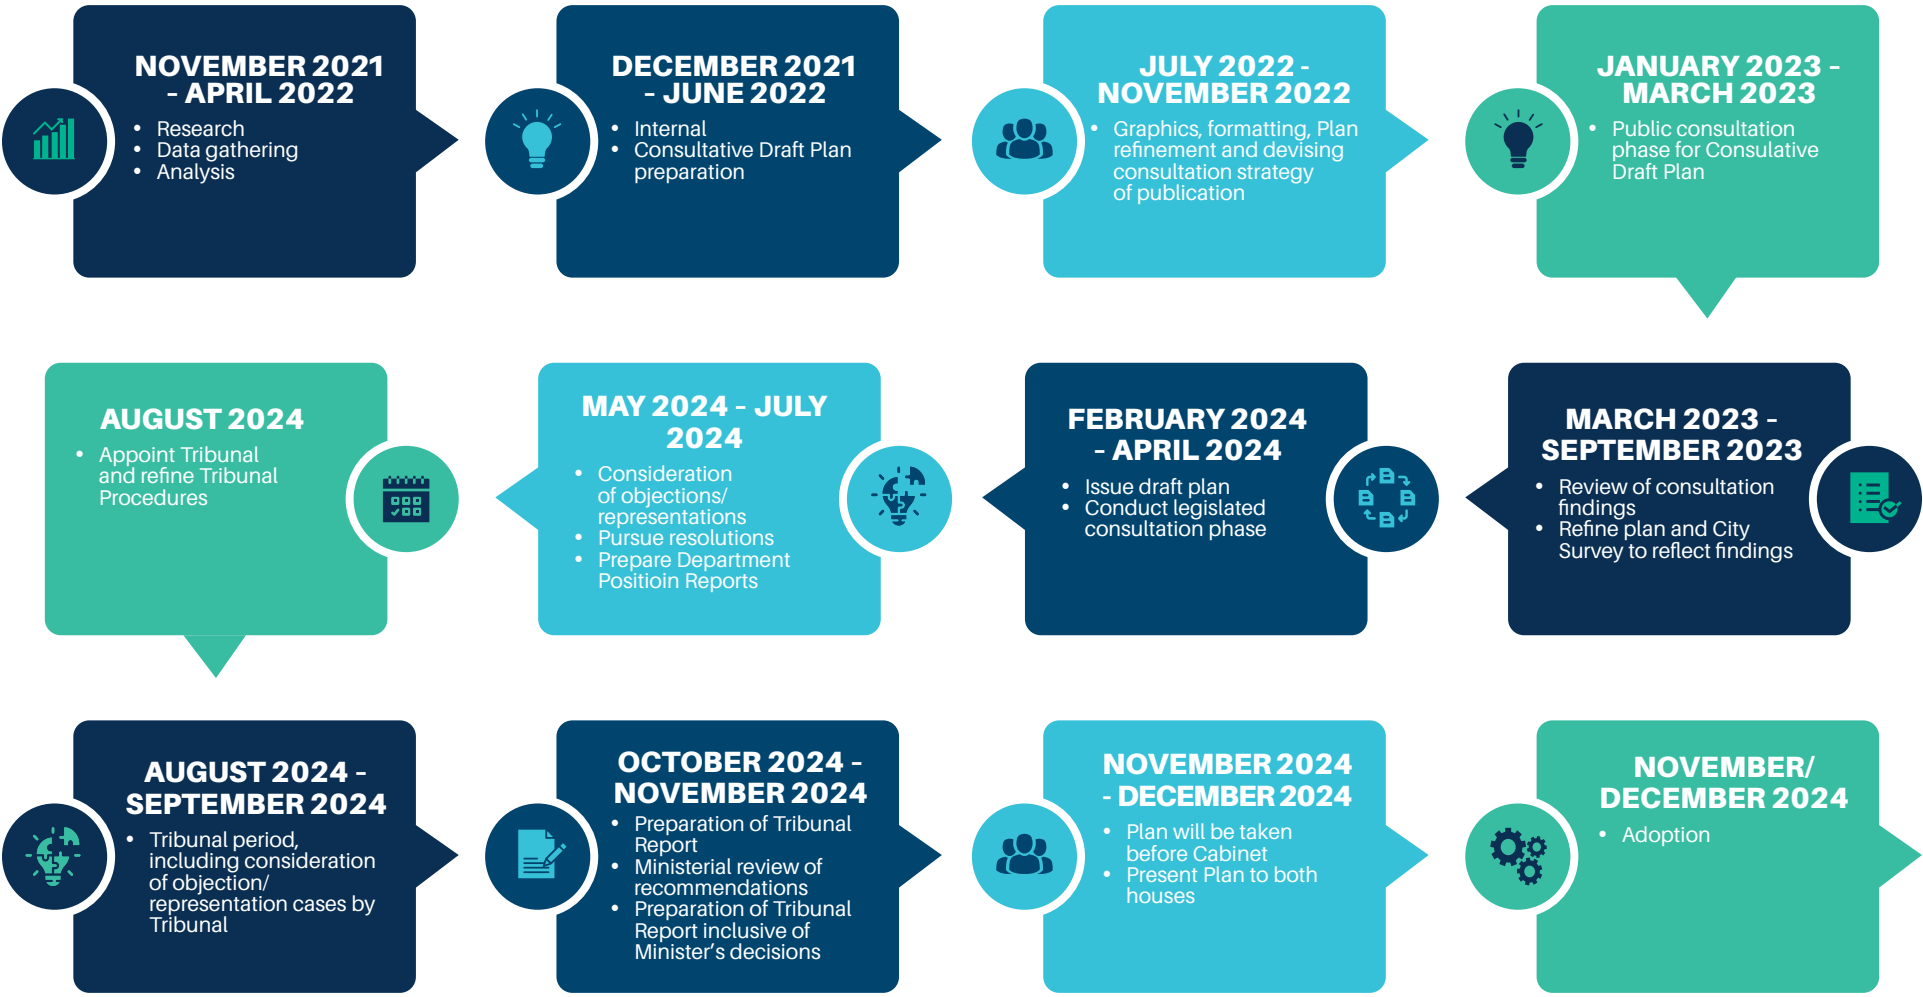 NOVEMBER 2021
- APRIL 2022
• Research
• Data gathering
• Analysis
DECEMBER 2021
- JUNE 2022
• Internal
• Consultative Draft Plan
preparation
JULY 2022 -
NOVEMBER 2022
• Graphics, formatting, Plan
refinement and devising
consultation strategy
of publication
JANUARY 2023 -
MARCH 2023
• Public consultation
phase for Consulative
Draft Plan
MARCH 2023 -
SEPTEMBER 2023
• Review of consultation
findings
• Refine plan and City
Survey to reflect findings
FEBRUARY 2024
- APRIL 2024
• Issue draft plan
• Conduct legislated
consultation phase
MAY 2024 - JULY
2024
• Consideration
of objections/
representations
• Pursue resolutions
• Prepare Department
Positioin Reports
AUGUST 2024
• Appoint Tribunal
and refine Tribunal
Procedures
AUGUST 2024 -
SEPTEMBER 2024
• Tribunal period,
including consideration
of objection/
representation cases by
Tribunal
OCTOBER 2024 -
NOVEMBER 2024
• Preparation of Tribunal
Report
• Ministerial review of
recommendations
• Preparation of Tribunal
Report inclusive of
Minister's decisions
NOVEMBER 2024
- DECEMBER 2024
• Plan will be taken
before Cabinet
• Present Plan to both
houses
NOVEMBER/
DECEMBER 2024
• Adoption